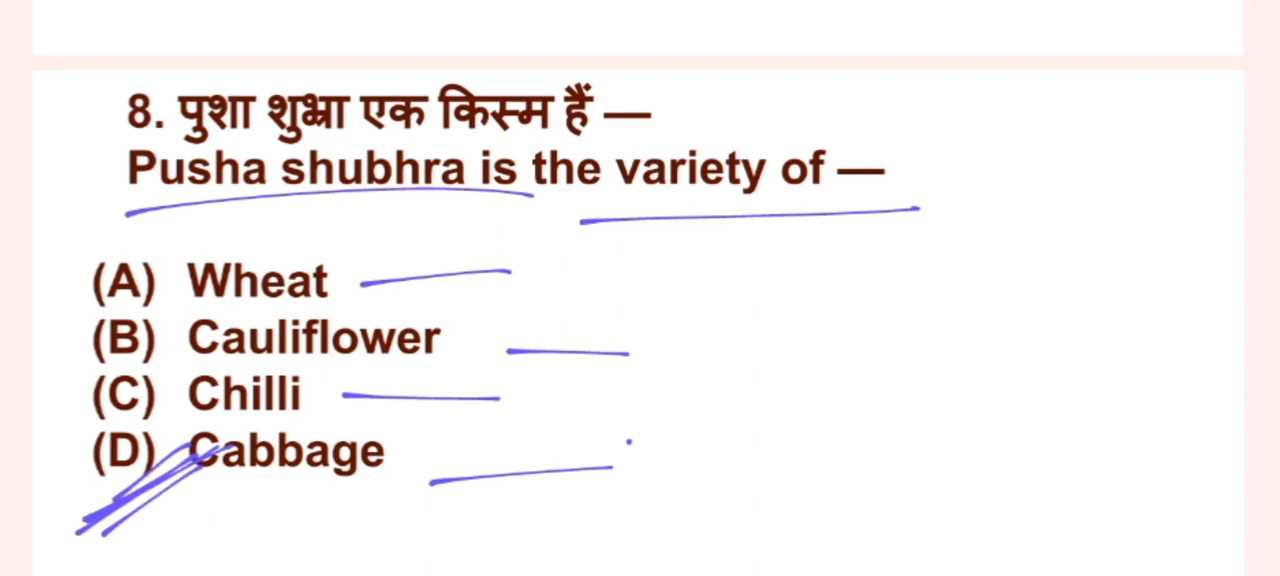 8. पुशा शुभ्रा एक किस्म हैं —
Pusha shubhra is the variety of —
(A) Wheat
(B) Cauliflower
(C) Chilli
(D) Cabbage